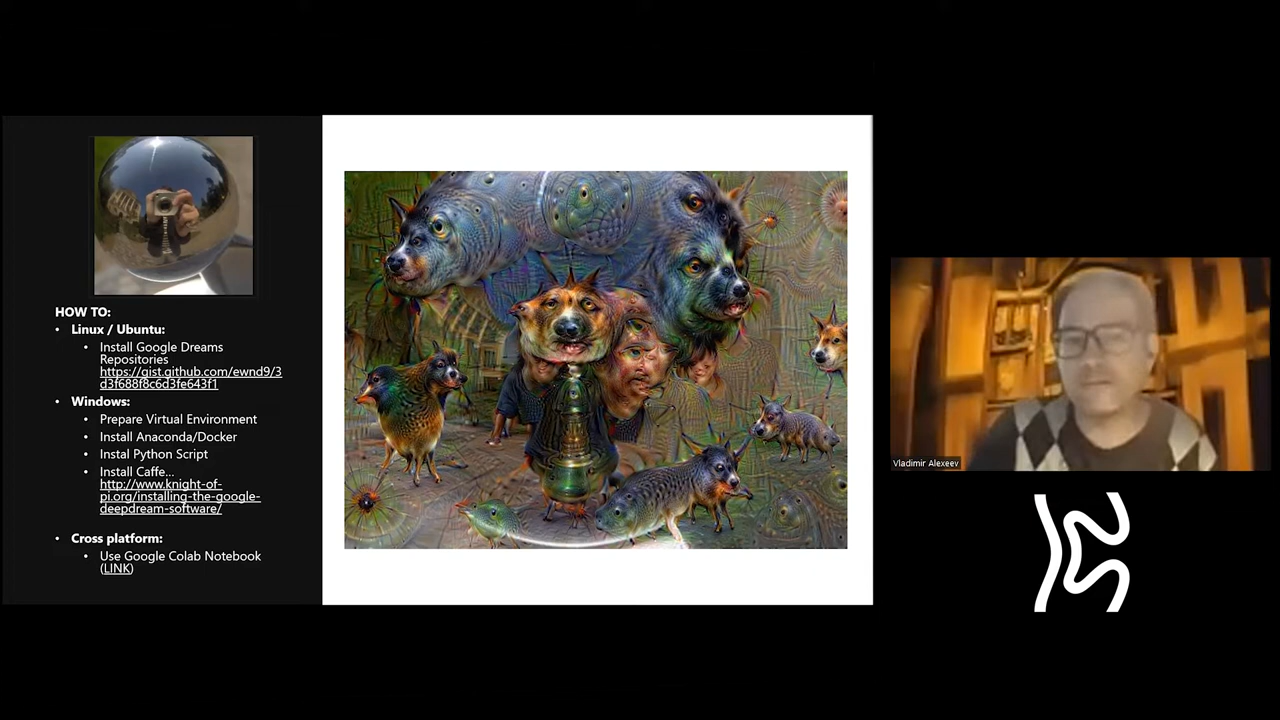 HOW TO:
• Linux / Ubuntu:
• Install Google Dreams
Repositories
https://gist.github.com/ewnd9/3
d3f688f8c6d3fe643f1
• Windows:
• Prepare Virtual Environment
• Install Anaconda/Docker
• Instal Python Script
• Install Caffe...
http://www.knight-of-
pi.org/installing-the-google-
deepdream-software/
• Cross platform:
• Use Google Colab Notebook
(LINK)
Vladimir Alexeev